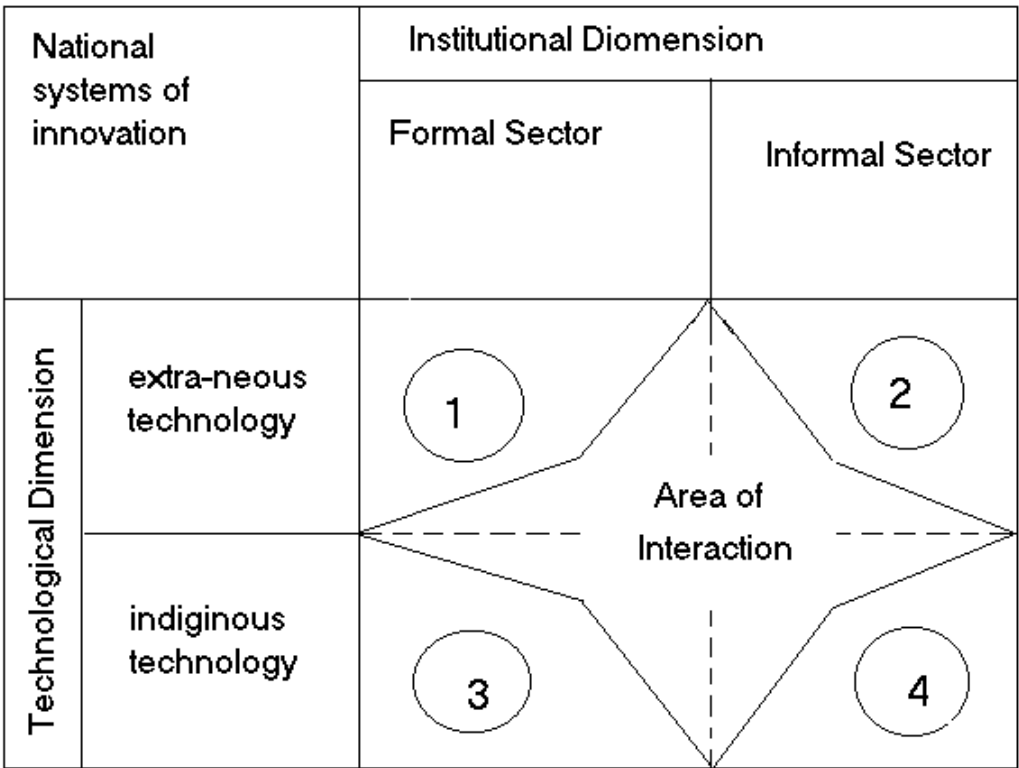 National
systems of
innovation
Institutional Diomension
Formal Sector
Informal Sector
Technological Dimension
extra-neous
technology
1
2
Area of
Interaction
indiginous
technology
3
4